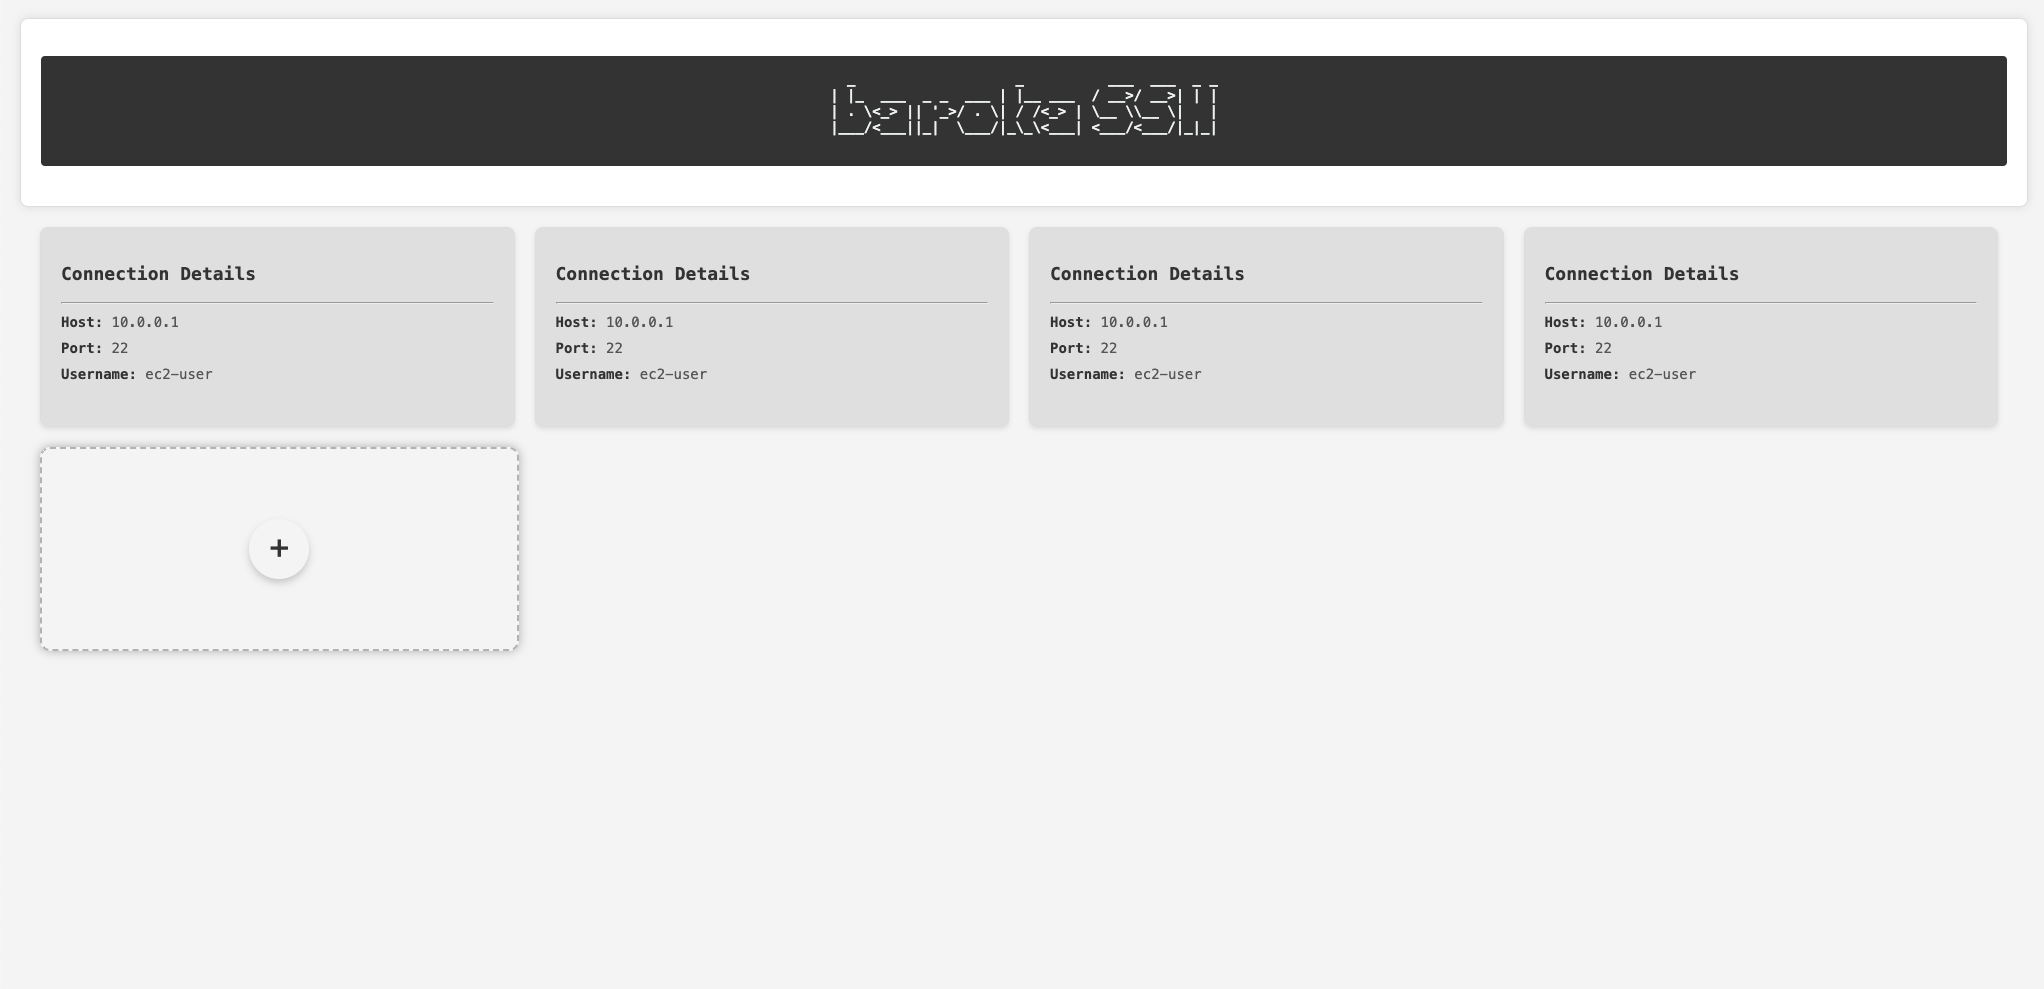 barokaSSH
Connection Details
Host: 10.0.0.1
Port: 22
Username: ec2-user
Connection Details
Host: 10.0.0.1
Port: 22
Username: ec2-user
Connection Details
Host: 10.0.0.1
Port: 22
Username: ec2-user
Connection Details
Host: 10.0.0.1
Port: 22
Username: ec2-user
+